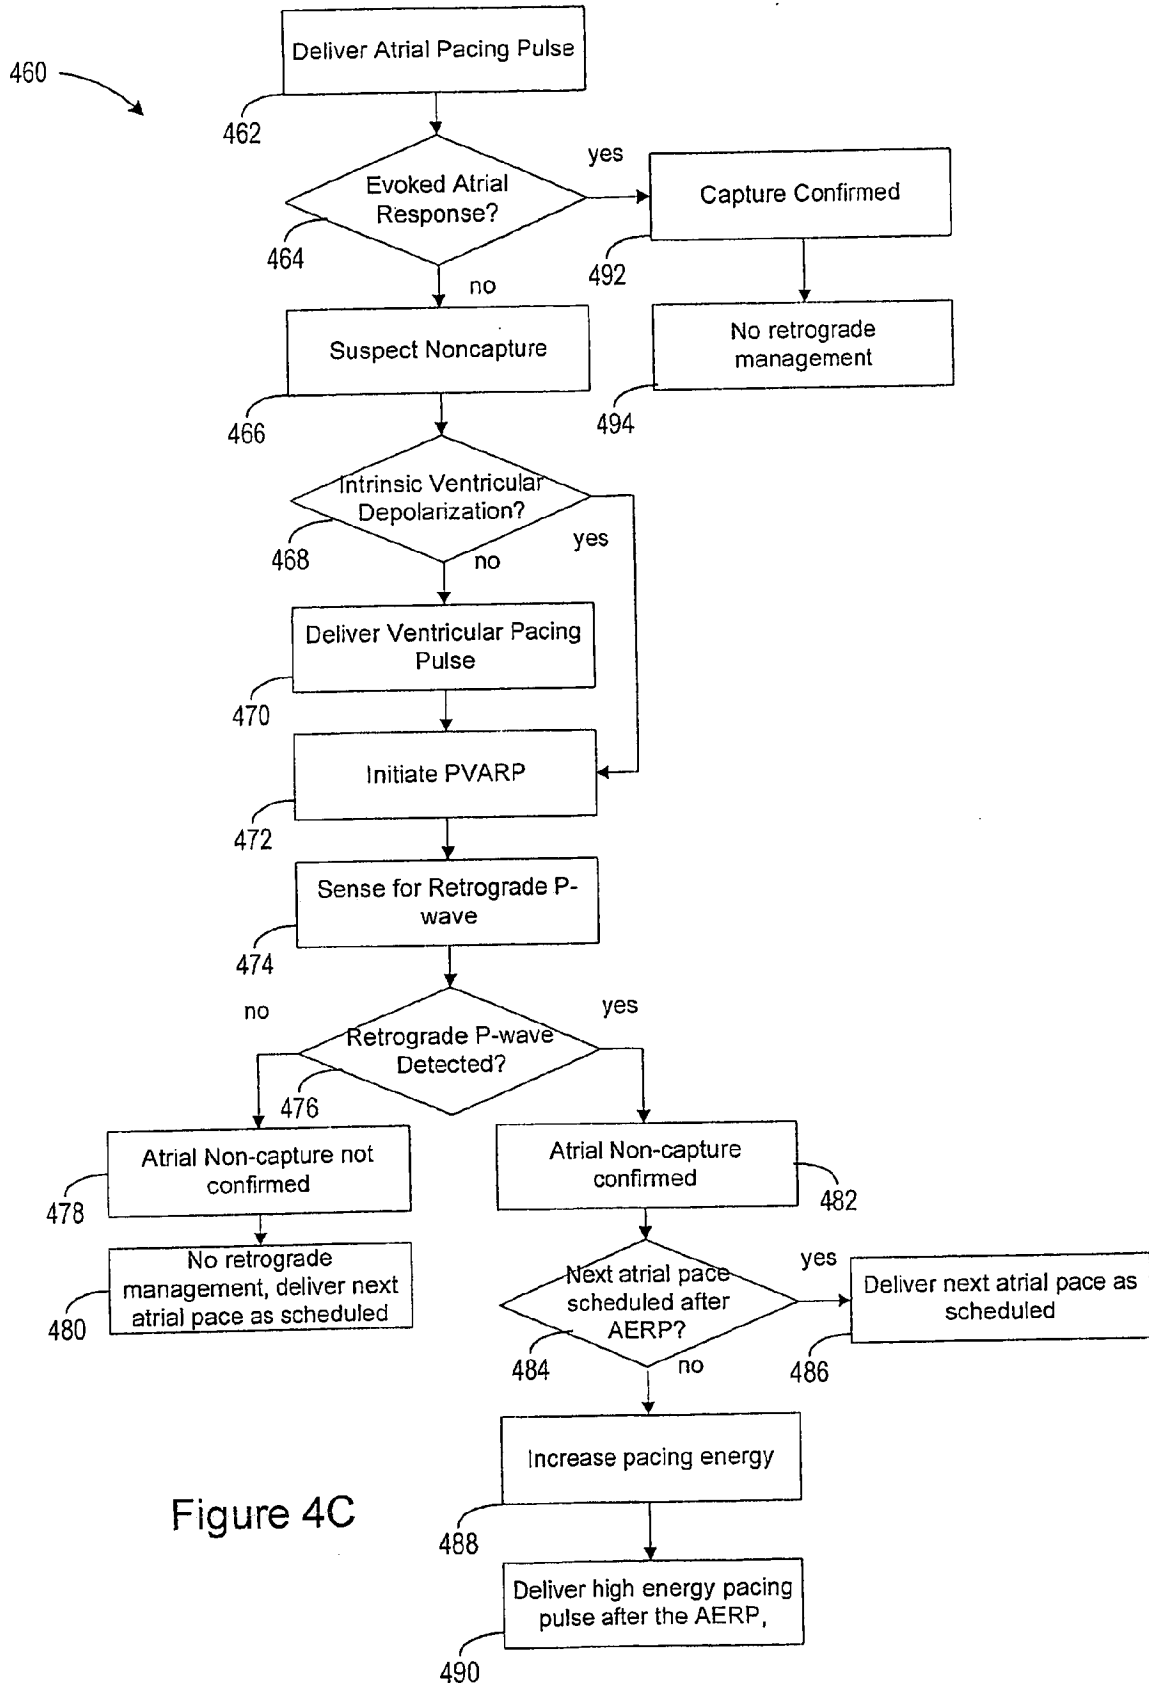 Deliver Atrial Pacing Pulse
460
462
yes
Evoked Atrial
Response?
Capture Confirmed
464
492
no
Suspect Noncapture
No retrograde
management
466
494
Intrinsic Ventricular
Depolarization?
468
yes
no
Deliver Ventricular Pacing
Pulse
470
Initiate PVARP
472
Sense for Retrograde P-
wave
474
no
yes
Retrograde P-wave
Detected?
476
Atrial Non-capture not
confirmed
Atrial Non-capture
confirmed
478
482
No retrograde
management, deliver next
atrial pace as scheduled
480
yes
Next atrial pace
scheduled after
AERP?
Deliver next atrial pace as
scheduled
484
486
no
Increase pacing energy
488
Figure 4C
Deliver high energy pacing
pulse after the AERP,
490